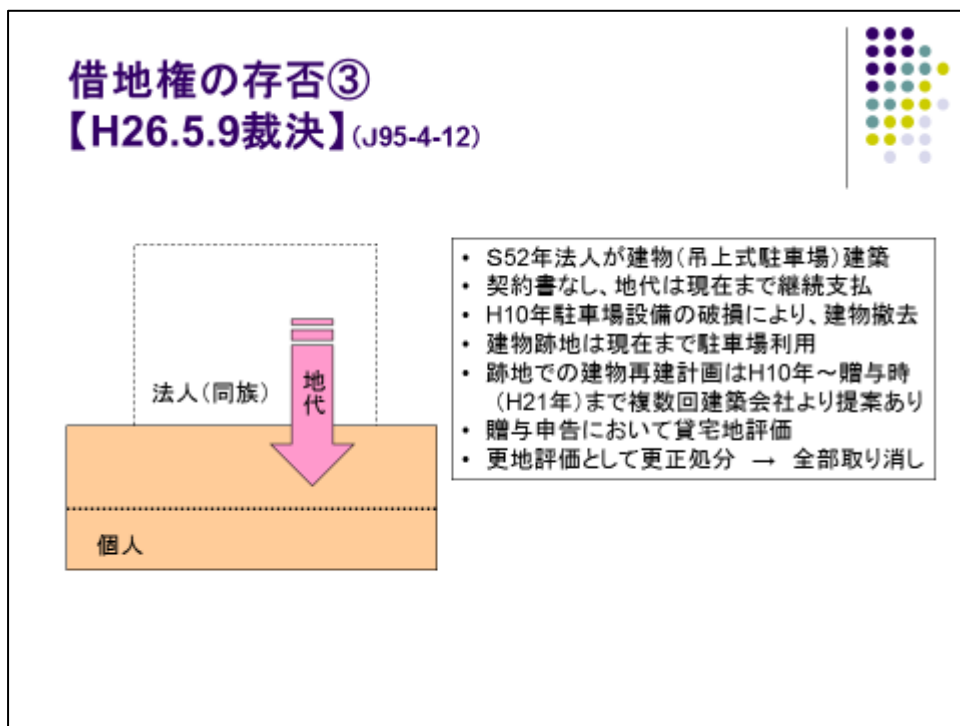 借地権の存否③
【H26.5.9裁決】(J95-4-12)
・ S52年法人が建物(吊上式駐車場)建築
・ 契約書なし、地代は現在まで継続支払
・ H10年駐車場設備の破損により、建物撤去
・ 建物跡地は現在まで駐車場利用
・ 跡地での建物再建計画はH10年～贈与時
(H21年)まで複数回建築会社より提案あり
・ 贈与申告において貸宅地評価
・ 更地評価として更正処分 → 全部取り消し
法人(同族)
地代
個人